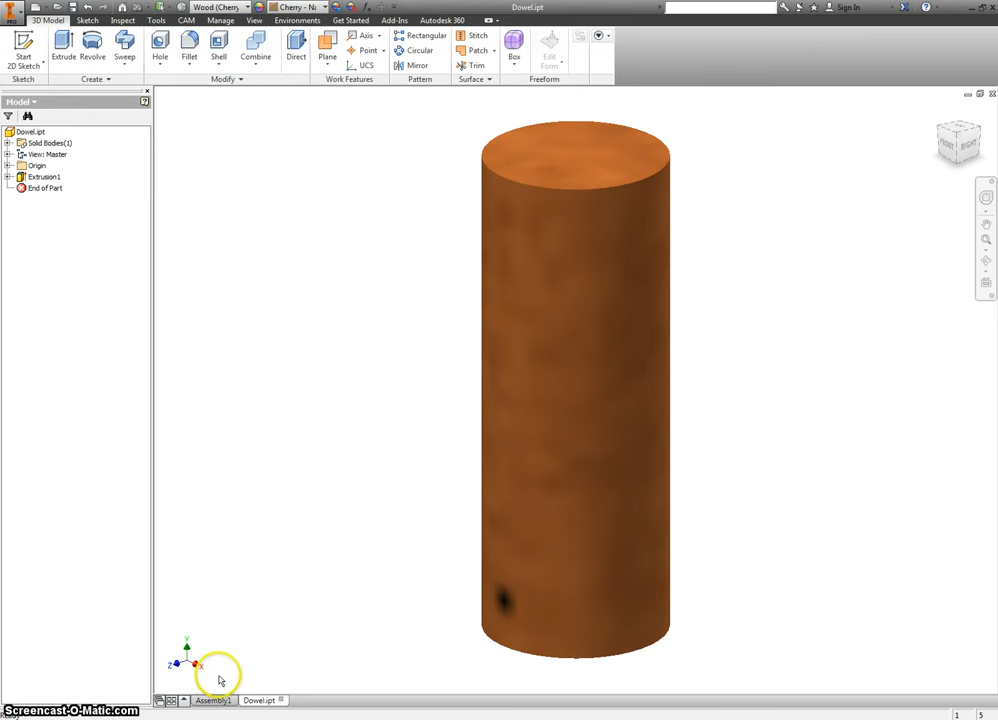 Wood (Cherry
Cherry - Na
Dowel.ipt
Sign In
PRO
3D Model
Sketch
Inspect
Tools
CAM
Manage
View
Environments
Get Started
Add-Ins
Autodesk 360
Start
2D Sketch
Extrude
Revolve
Sweep
Hole
Fillet
Shell
Combine
Direct
Plane
Axis
Point
UCS
Rectangular
Circular
Mirror
Stitch
Patch
Trim
Box
Edit
Form
Sketch
Create
Modify
Work Features
Pattern
Surface
Freeform
Model
Dowel.ipt
Solid Bodies(1)
View: Master
Origin
Extrusion1
End of Part
FRONT
RIGHT
Y
Z
X
Assembly1
Dowel.ipt
Screencast-O-Matic.com
1
5